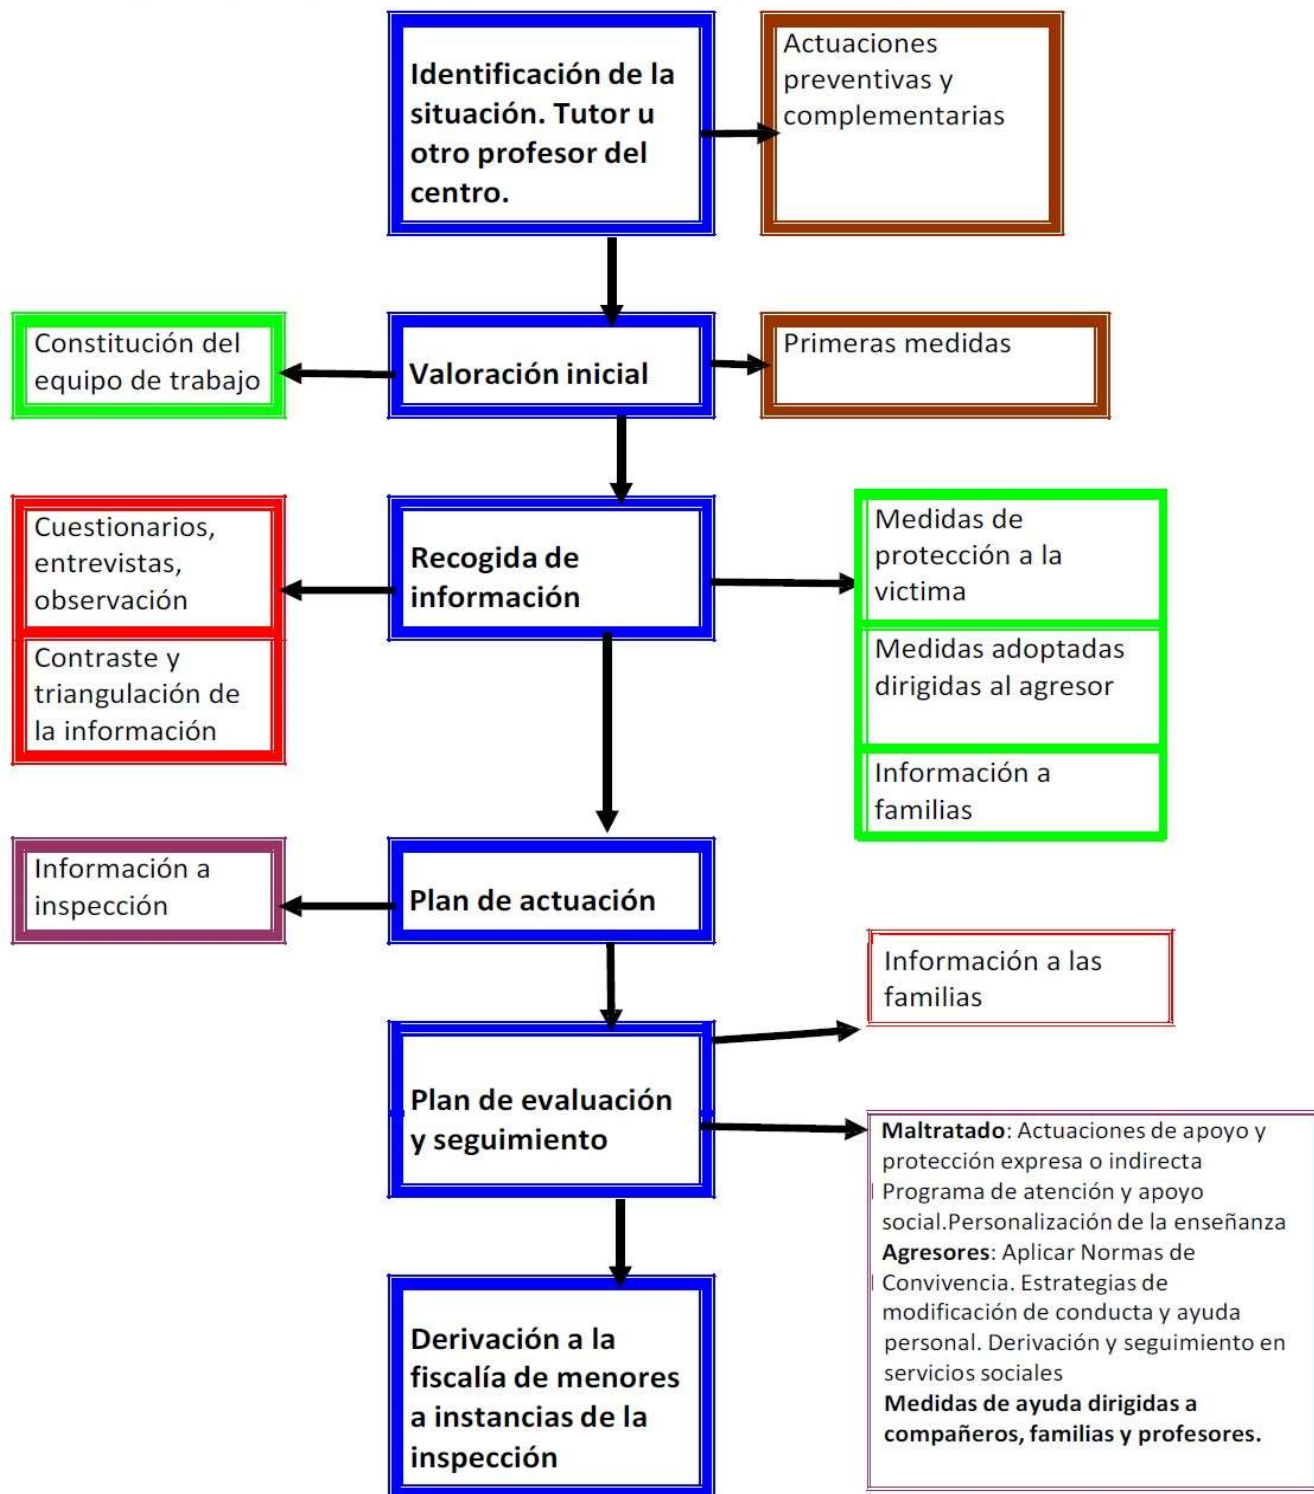 Identificación de la
situación. Tutor u
otro profesor del
centro.
Actuaciones
preventivas y
complementarias
Constitución del
equipo de trabajo
Valoración inicial
Primeras medidas
Cuestionarios,
entrevistas,
observación
Contraste y
triangulación de
la información
Recogida de
información
Medidas de
protección a la
victima
Medidas adoptadas
dirigidas al agresor
Información a
familias
Información a
inspección
Plan de actuación
Información a las
familias
Plan de evaluación
y seguimiento
Maltratado: Actuaciones de apoyo y
protección expresa o indirecta
Programa de atención y apoyo
social.Personalización de la enseñanza
Agresores: Aplicar Normas de
Convivencia. Estrategias de
modificación de conducta y ayuda
personal. Derivación y seguimiento en
servicios sociales
Medidas de ayuda dirigidas a
compañeros, familias y profesores.
Derivación a la
fiscalía de menores
a instancias de la
inspección